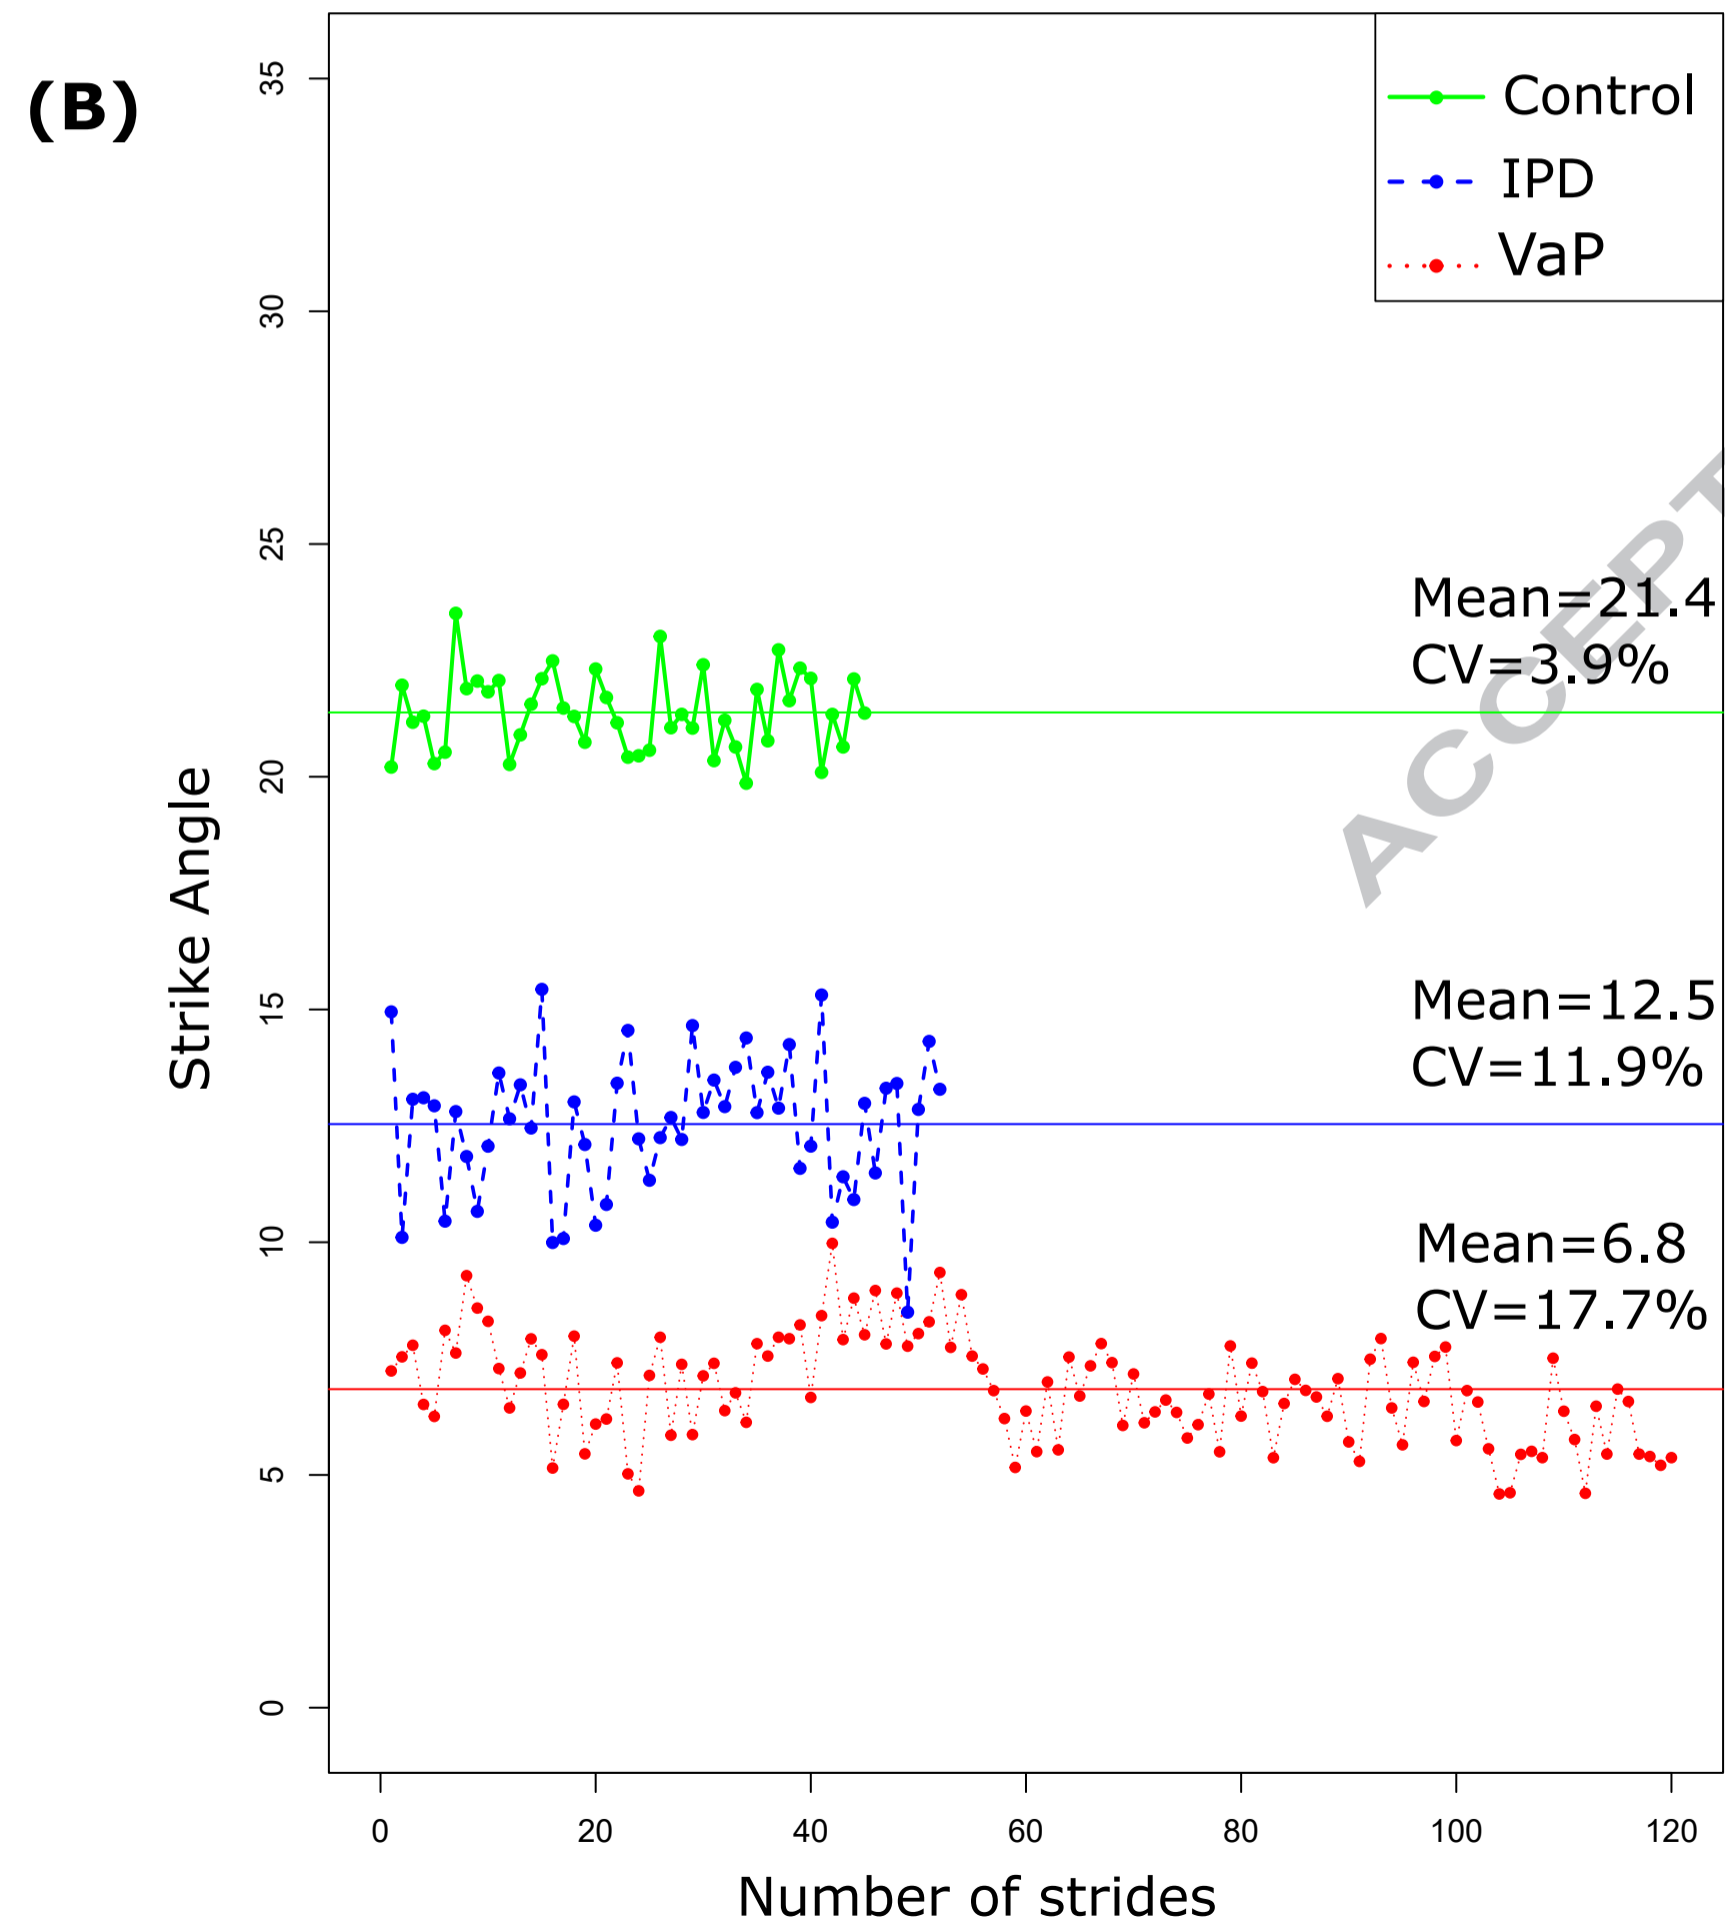 (B)
Control
IPD
VaP
35
30
25
20
15
10
5
0
Strike Angle
Mean=21.4
CV=3.9%
Mean=12.5
CV=11.9%
Mean=6.8
CV=17.7%
ACCEPT
0 20 40 60 80 100 120
Number of strides